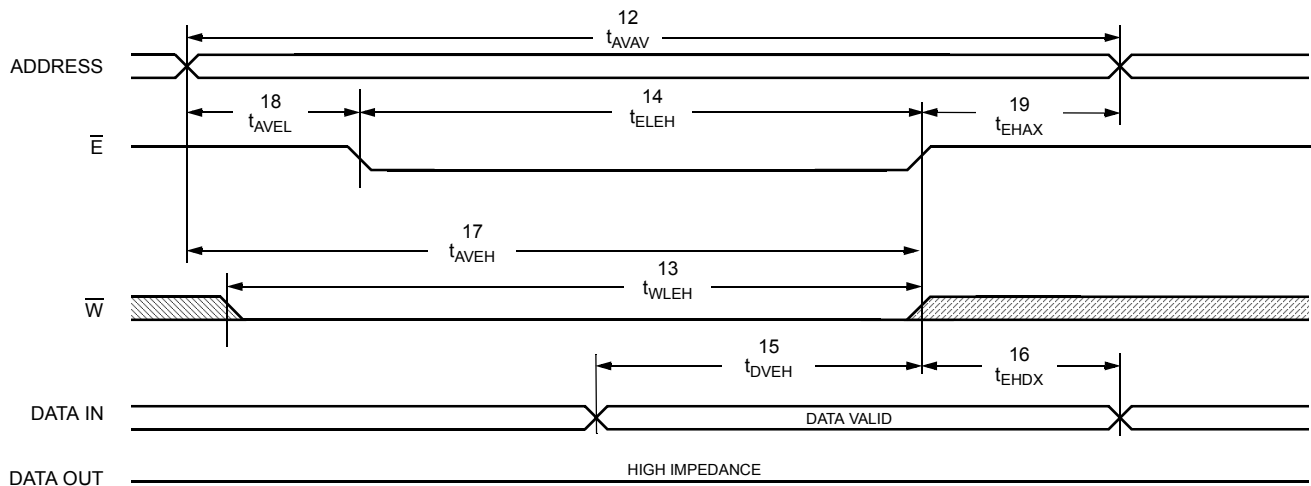 12
tAVAV
ADDRESS
18
tAVEL
14
tELEH
19
tEHAX
E̅
17
tAVEH
13
tWLEH
W̅
15
tDVEH
16
tEHDX
DATA IN
DATA VALID
DATA OUT
HIGH IMPEDANCE